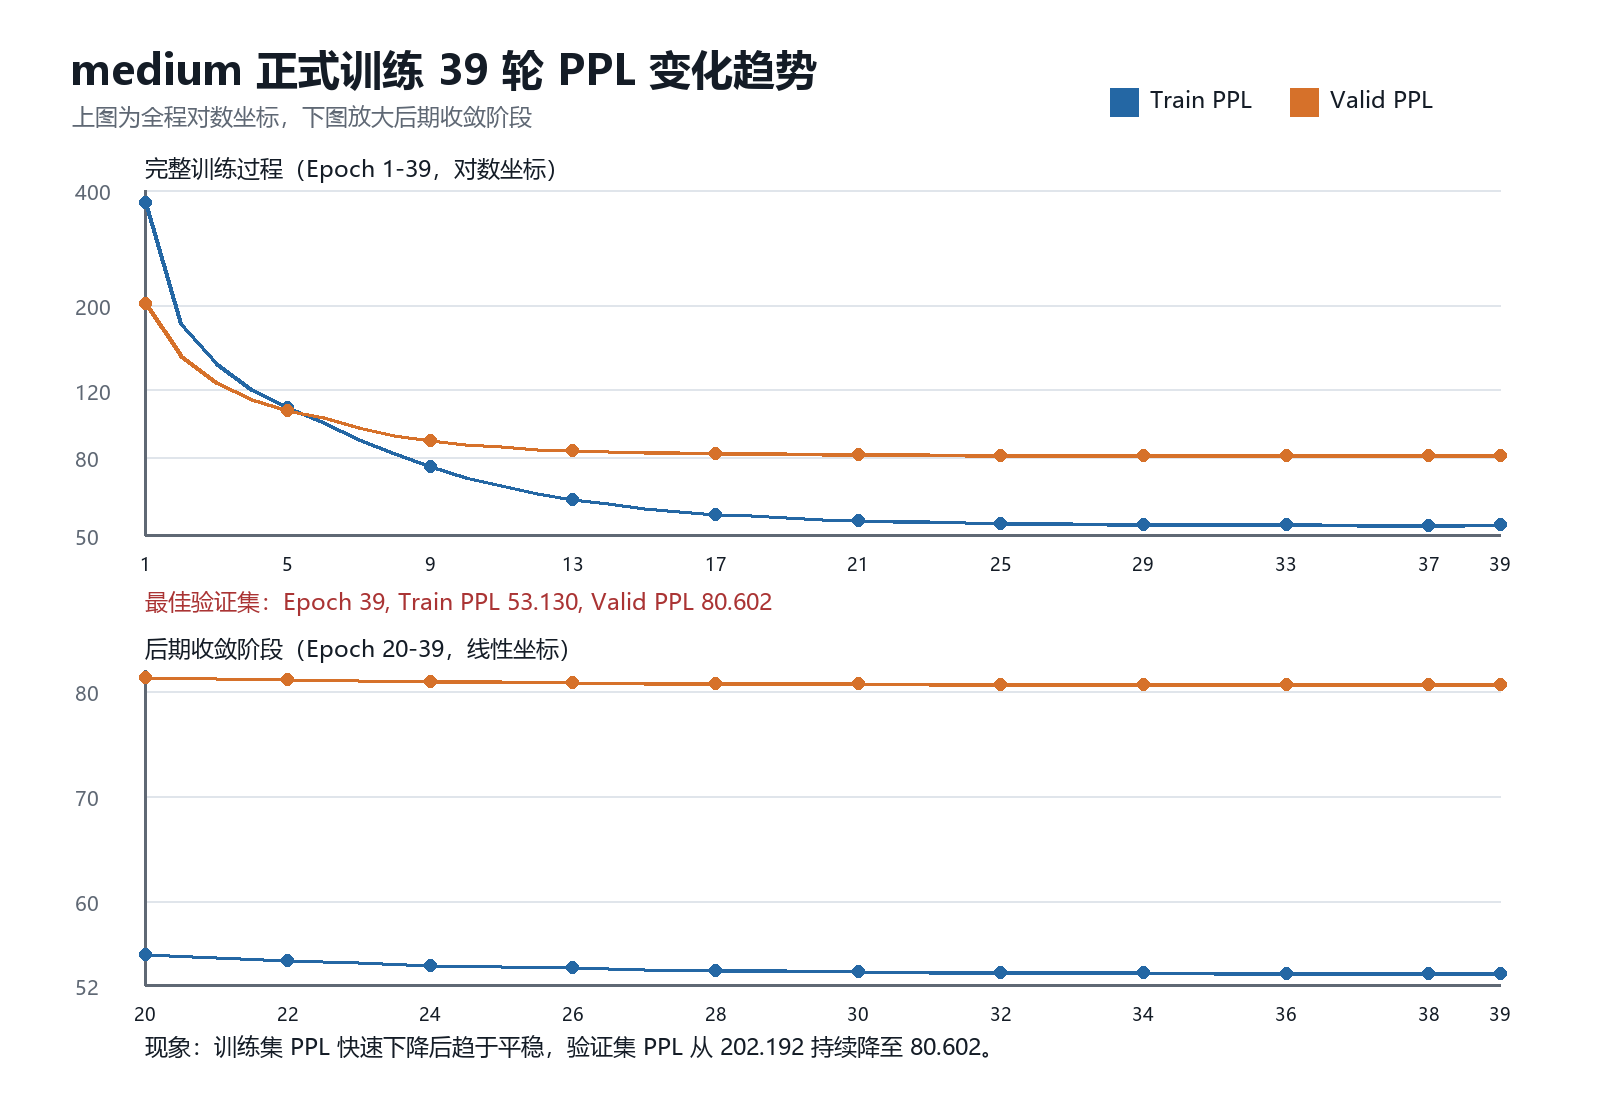 medium 正式训练 39 轮 PPL 变化趋势
上图为全程对数坐标，下图放大后期收敛阶段
Train PPL
Valid PPL
完整训练过程（Epoch 1-39，对数坐标）
400
200
120
80
50
1 5 9 13 17 21 25 29 33 37 39
最佳验证集：Epoch 39, Train PPL 53.130, Valid PPL 80.602
后期收敛阶段（Epoch 20-39，线性坐标）
80
70
60
52
20 22 24 26 28 30 32 34 36 38 39
现象：训练集 PPL 快速下降后趋于平稳，验证集 PPL 从 202.192 持续降至 80.602。